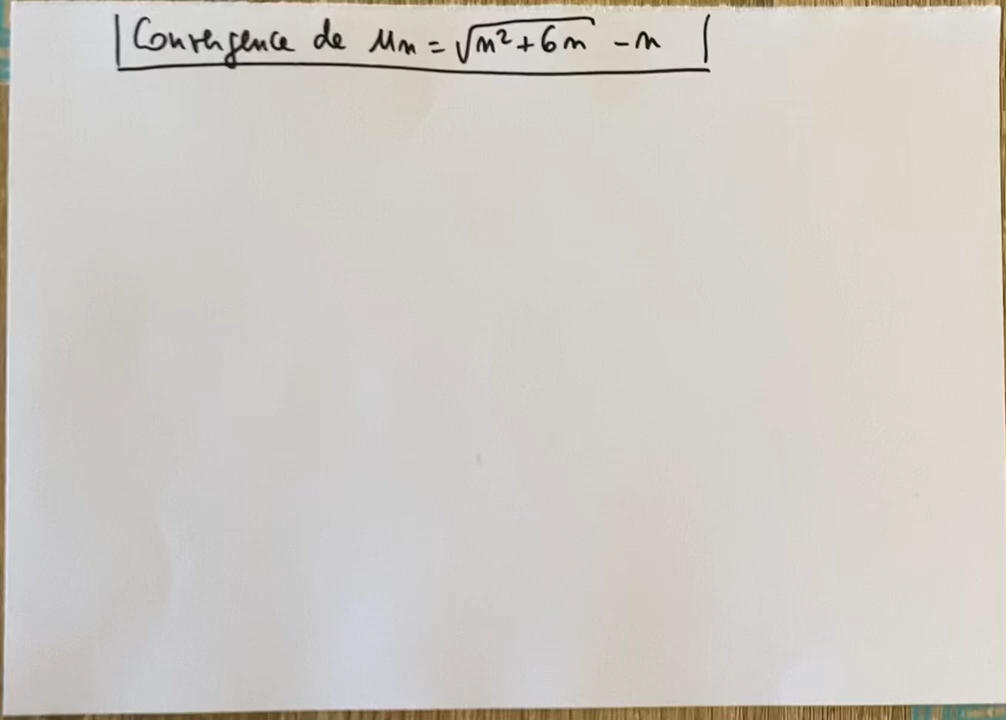 Convergence de un = √(n²+6n) - n